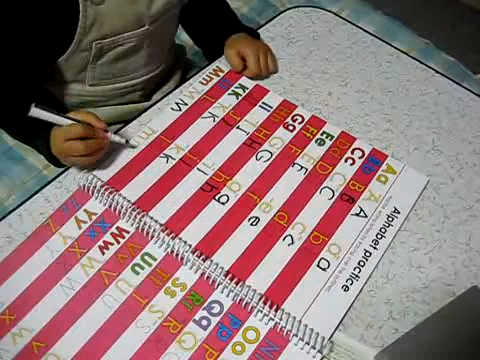 Alphabet practice
Aa A A a a
Bb B B b
Cc C C c c
Dd D D d
Ee E E e e
Ff F F
Gg G G g g
Hh H H h h
Ii I I i i
Jj J J j
Kk K K k k
Ll L L l
Mm M M m
Nn
Oo O
Pp P
Qq Q
Rr R
Ss S S
Tt T
Uu U U
Vv V V v
Ww W W
Xx X X x
Yy Y Y
Zz Z Z